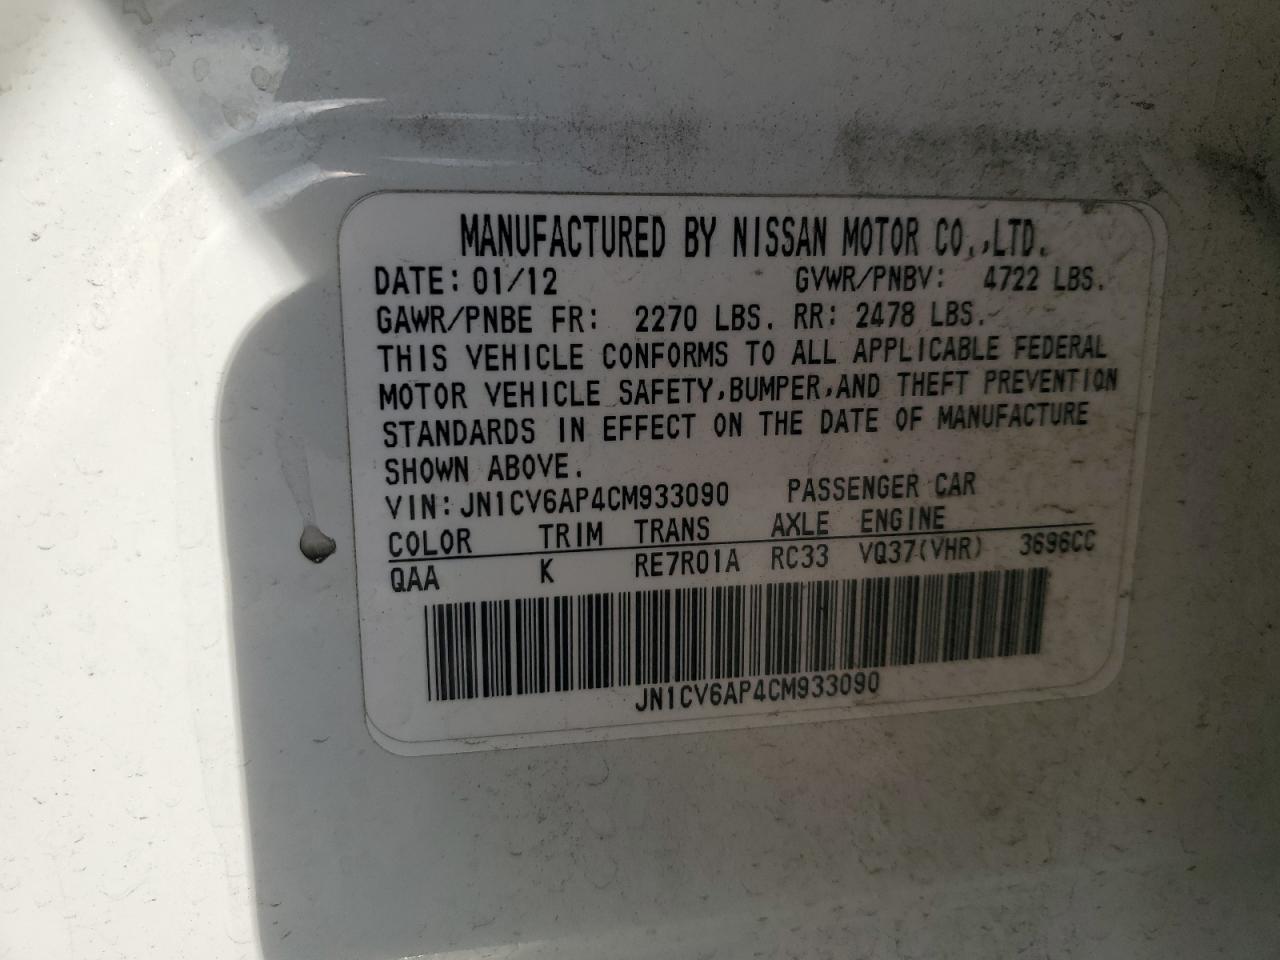 MANUFACTURED BY NISSAN MOTOR CO.,LTD.
DATE: 01/12 GVWR/PNBV: 4722 LBS.
GAWR/PNBE FR: 2270 LBS. RR: 2478 LBS.
THIS VEHICLE CONFORMS TO ALL APPLICABLE FEDERAL
MOTOR VEHICLE SAFETY,BUMPER,AND THEFT PREVENTION
STANDARDS IN EFFECT ON THE DATE OF MANUFACTURE
SHOWN ABOVE.
VIN: JN1CV6AP4CM933090 PASSENGER CAR
COLOR TRIM TRANS AXLE ENGINE
QAA K RE7R01A RC33 VQ37(VHR) 3696CC
JN1CV6AP4CM933090